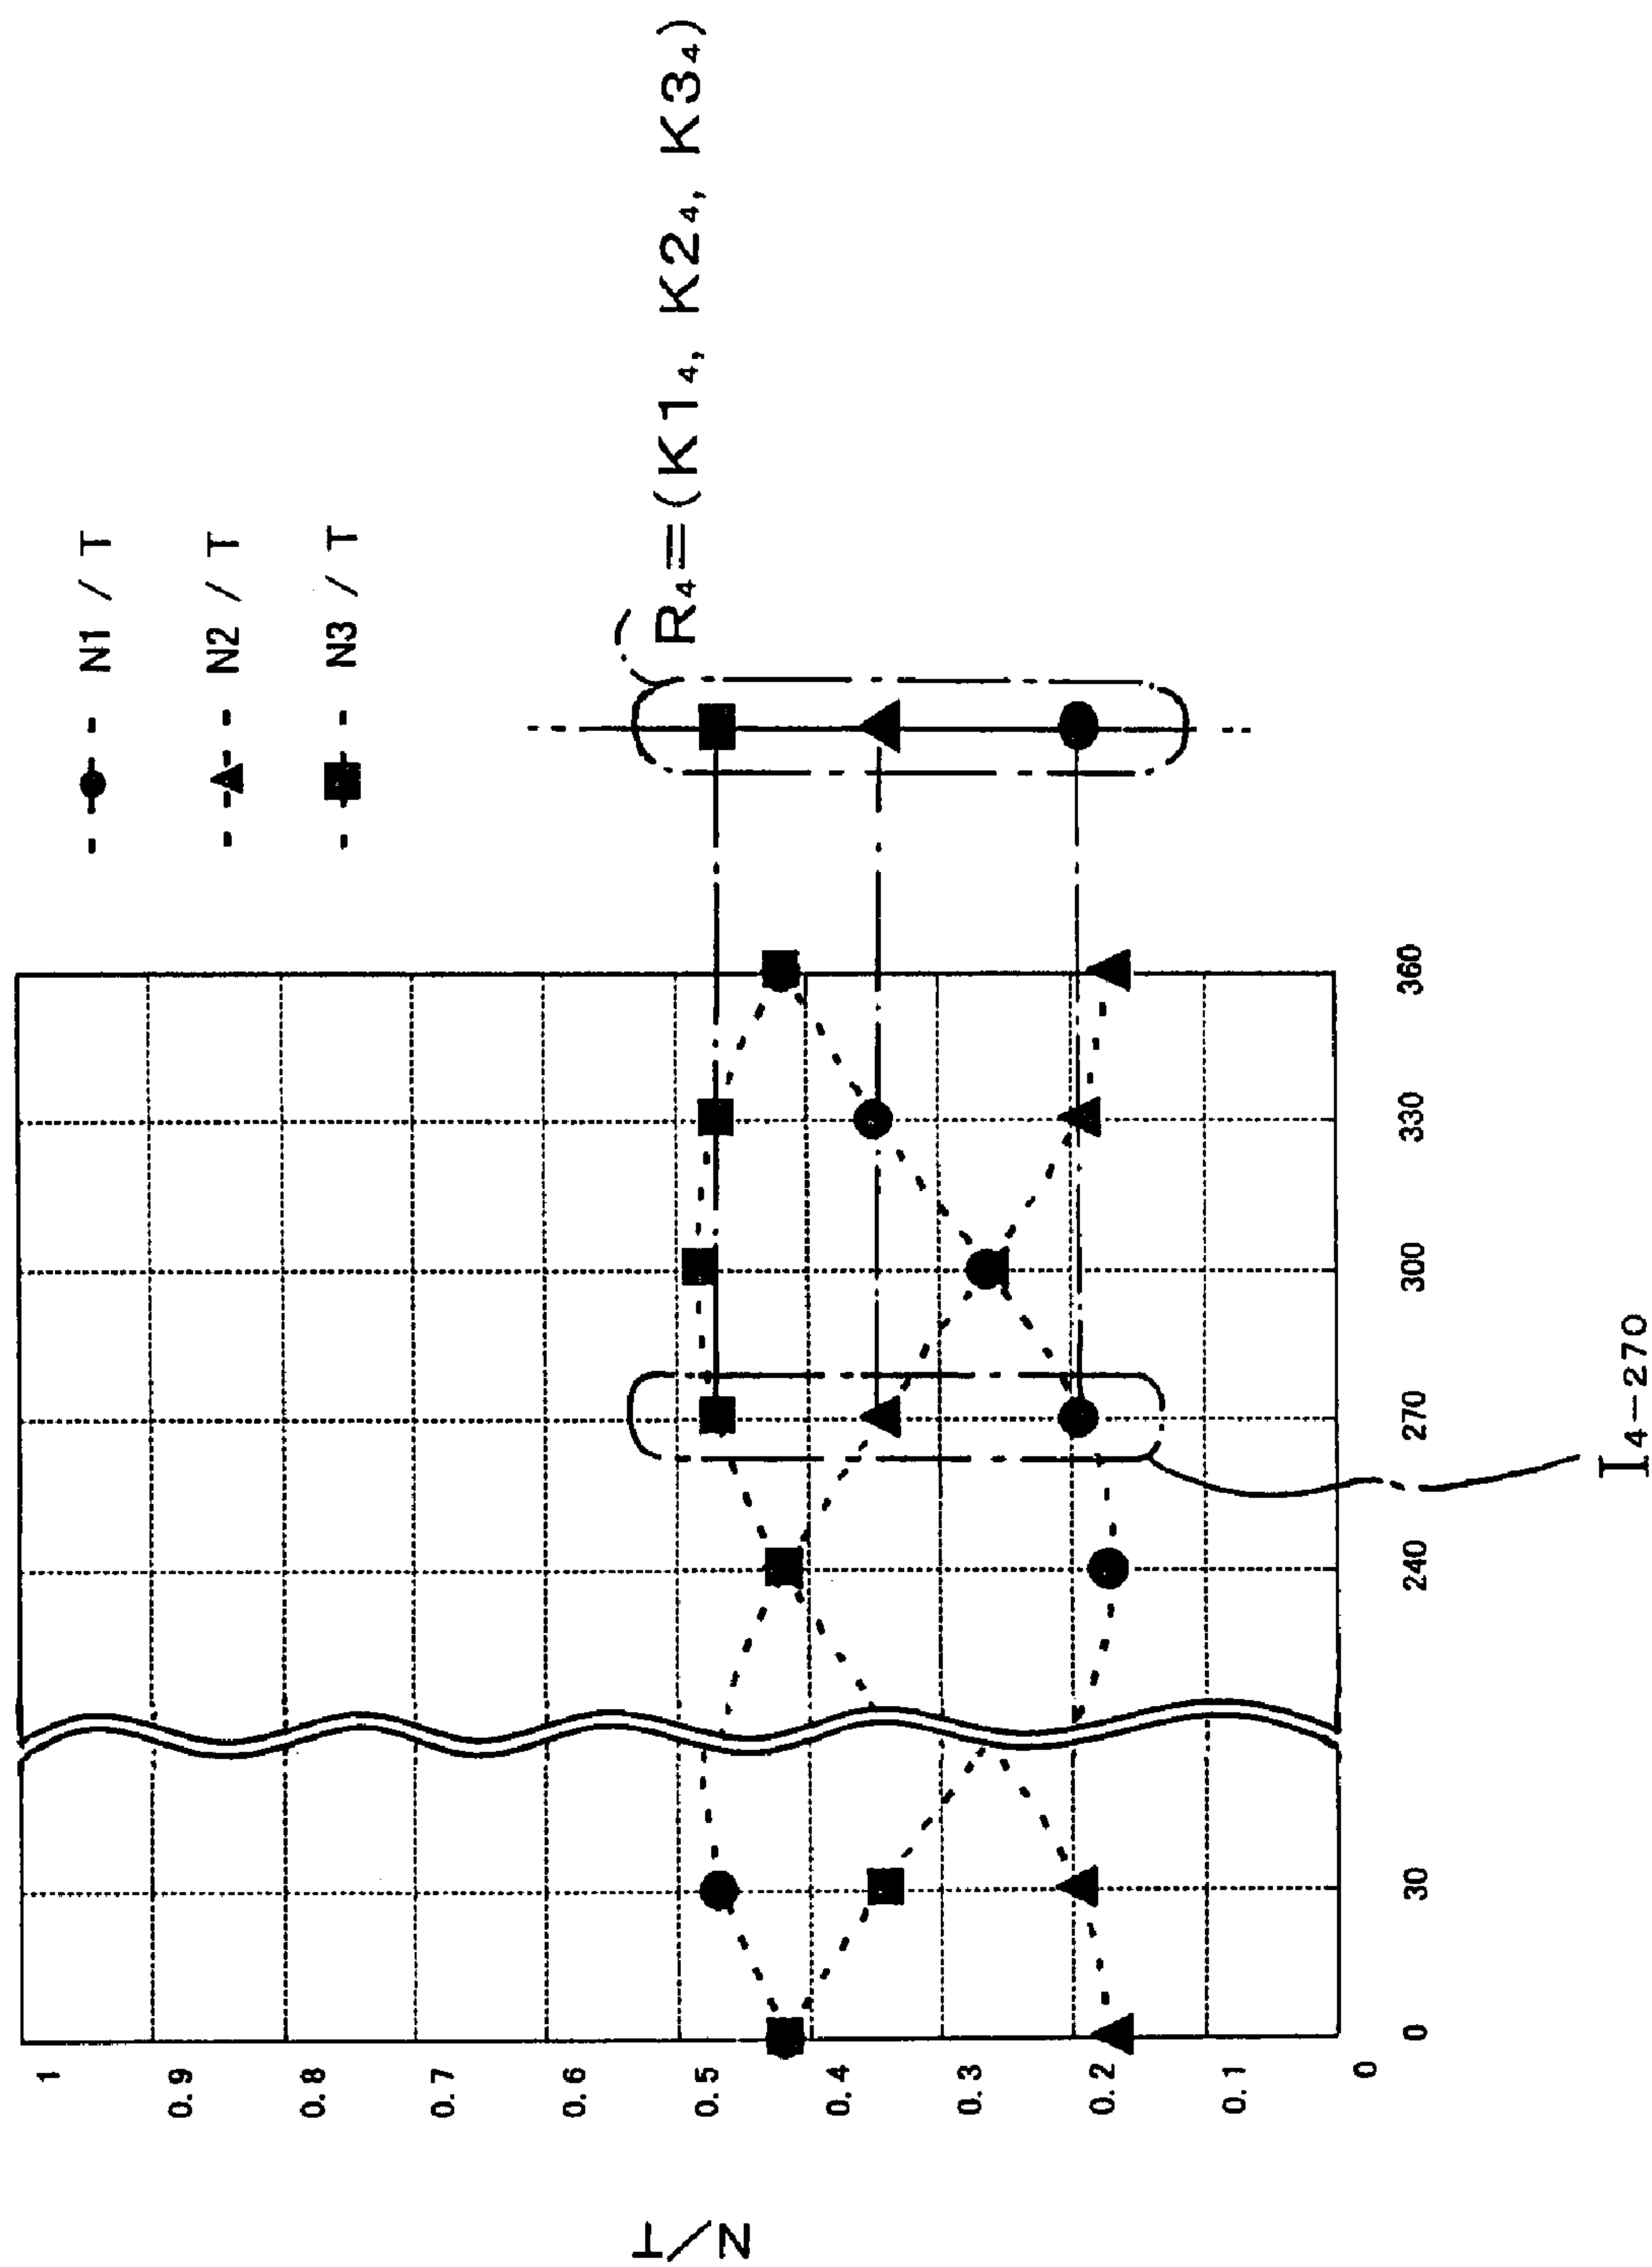 N1 / T
N2 / T
N3 / T
R₄=(K1₄, K2₄, K3₄)
N/T
1
0.9
0.8
0.7
0.6
0.5
0.4
0.3
0.2
0.1
0
0 30 240 270 300 330 360
I₄₋₂₇₀